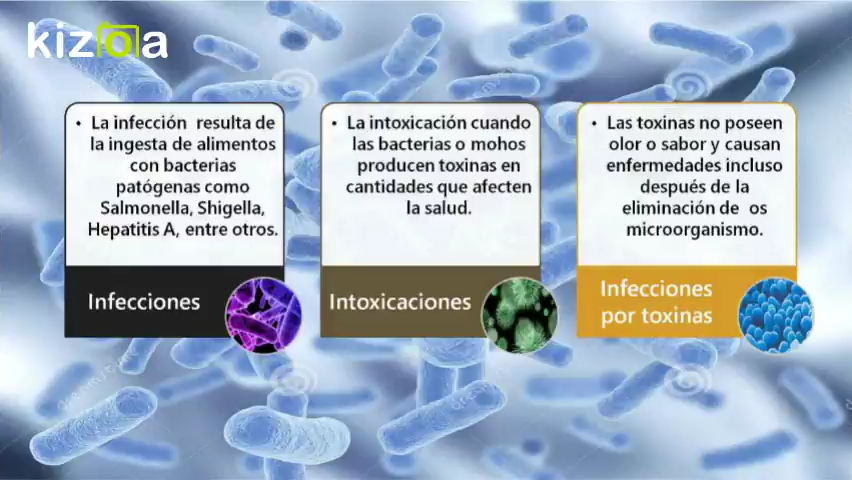 kizoa
• La infección resulta de
la ingesta de alimentos
con bacterias
patógenas como
Salmonella, Shigella,
Hepatitis A, entre otros.
Infecciones
• La intoxicación cuando
las bacterias o mohos
producen toxinas en
cantidades que afecten
la salud.
Intoxicaciones
• Las toxinas no poseen
olor o sabor y causan
enfermedades incluso
después de la
eliminación de os
microorganismo.
Infecciones
por toxinas